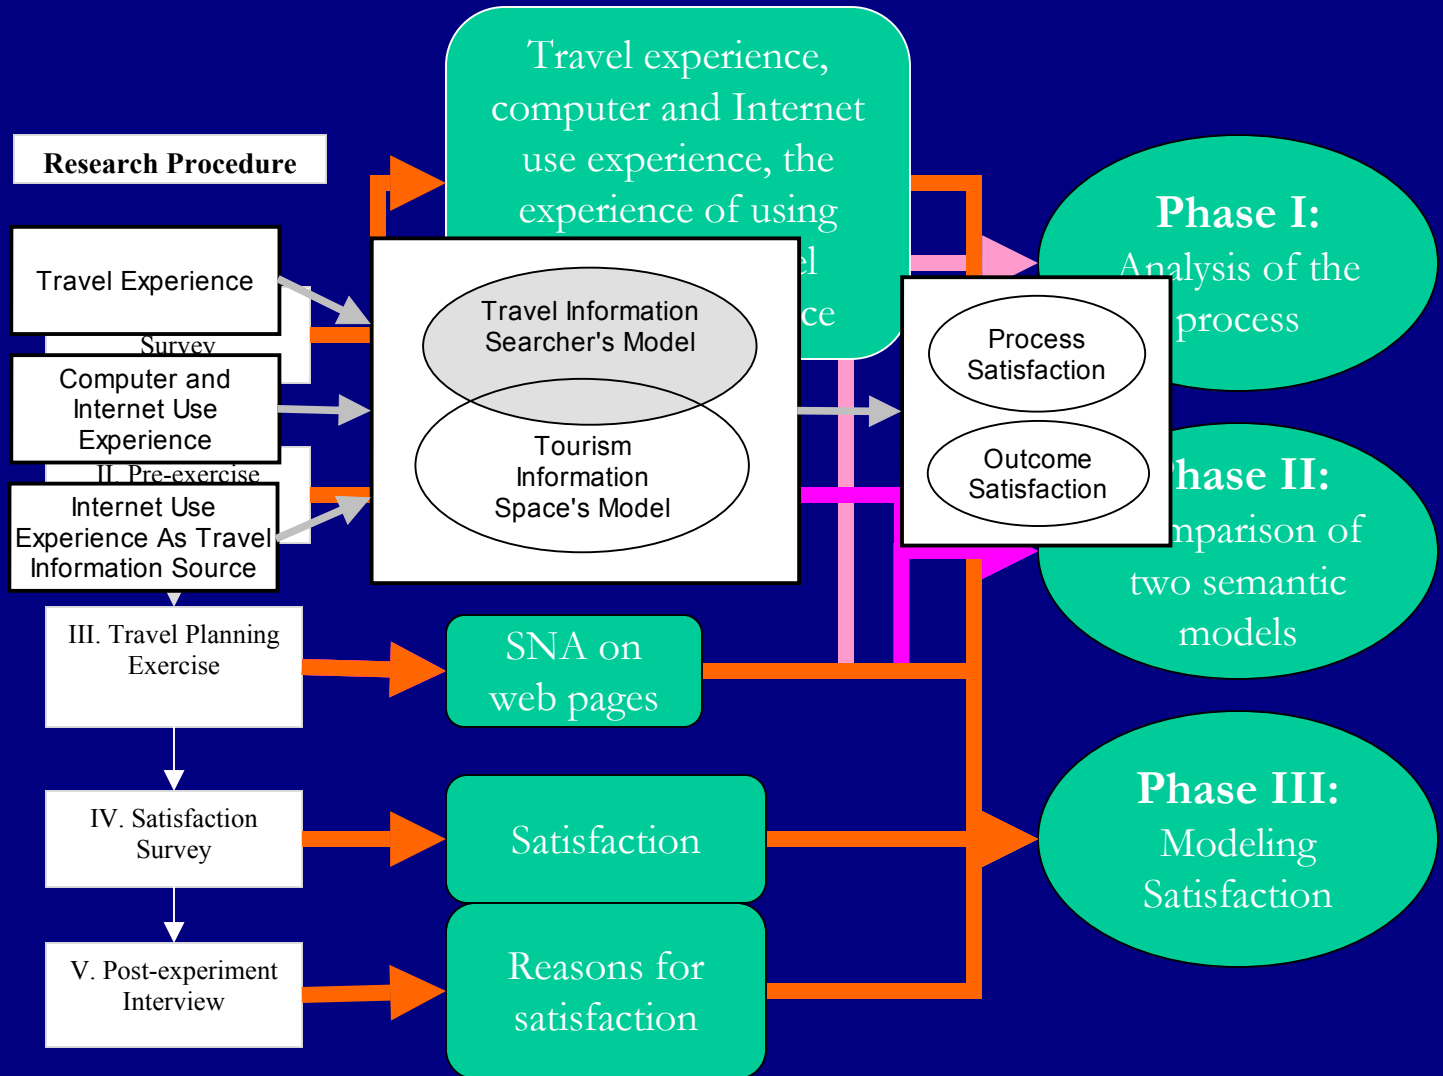 Travel experience,
computer and Internet
use experience, the
experience of using
Research Procedure
Travel Experience
Survey
Computer and
Internet Use
Experience
II. Pre-exercise
Internet Use
Experience As Travel
Information Source
III. Travel Planning
Exercise
IV. Satisfaction
Survey
V. Post-experiment
Interview
Travel Information
Searcher's Model
Tourism
Information
Space's Model
SNA on
web pages
Satisfaction
Reasons for
satisfaction
Process
Satisfaction
Outcome
Satisfaction
Phase I:
Analysis of the
process
Phase II:
Comparison of
two semantic
models
Phase III:
Modeling
Satisfaction